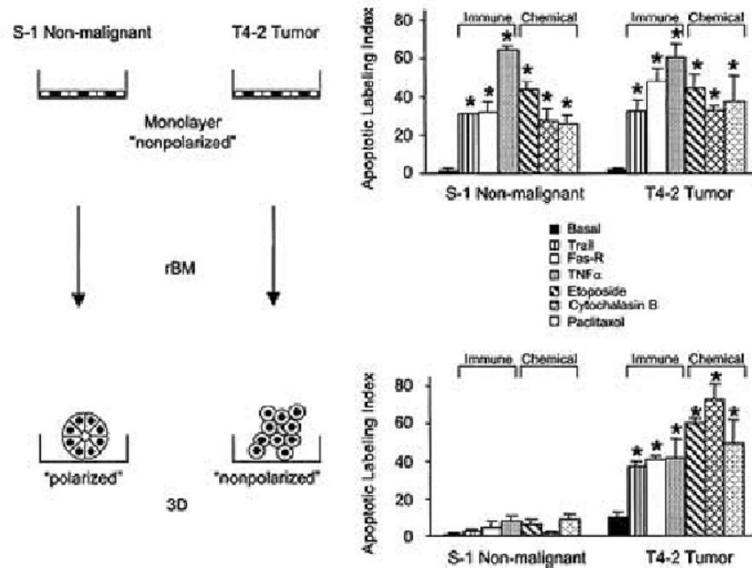 S-1 Non-malignant
T4-2 Tumor
Monolayer
"nonpolarized"
rBM
"polarized"
"nonpolarized"
3D
Apoptotic Labeling Index
80
60
40
20
0
Immune
Chemical
Immune
Chemical
* * * * * *
* * * * * *
S-1 Non-malignant
T4-2 Tumor
Basal
Trail
Fas-R
TNFα
Etoposide
Cytochalasin B
Paclitaxol
Apoptotic Labeling Index
80
60
40
20
0
Immune
Chemical
Immune
Chemical
* * * * * *
S-1 Non-malignant
T4-2 Tumor